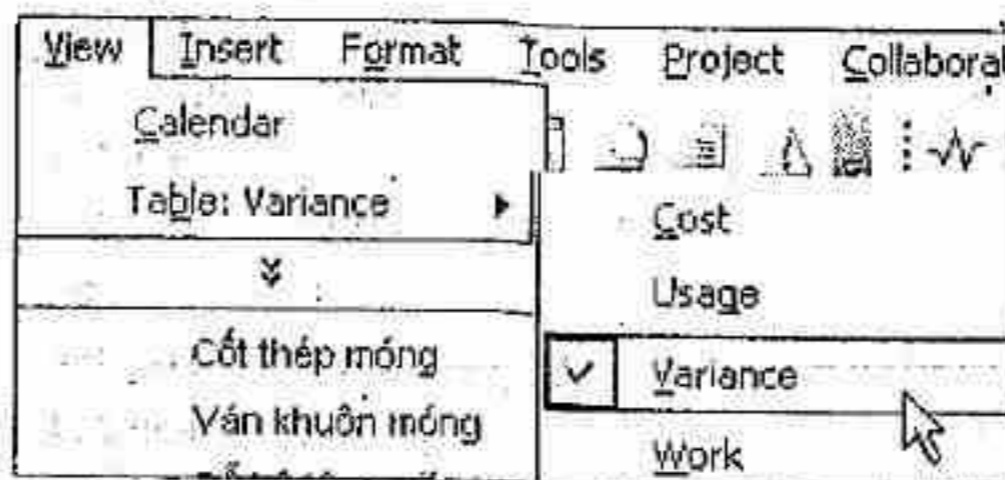 View Insert Format Tools Project
Calendar
Table: Variance
Cốt thép móng
Ván khuôn móng
Cost
Usage
Variance
Work